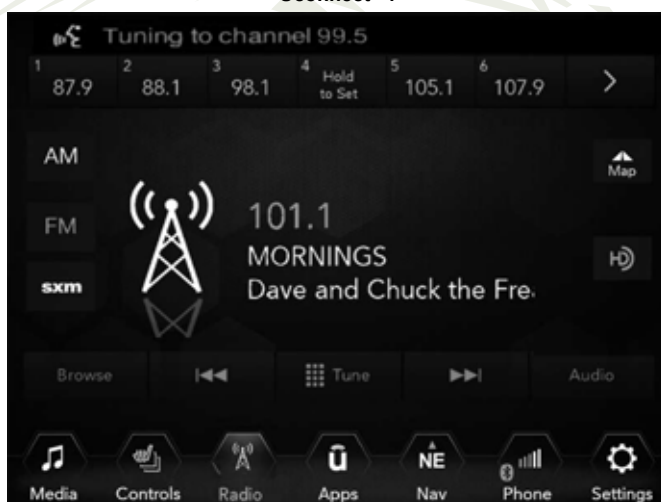 Tuning to channel 99.5
1 87.9
2 88.1
3 98.1
4 Hold to Set
5 105.1
6 107.9
AM
Map
101.1
FM
MORNINGS
HD
sxm
Dave and Chuck the Fre
Browse
Tune
Audio
ū
NE
Media
Controls
Radio
Apps
Nav
Phone
Settings